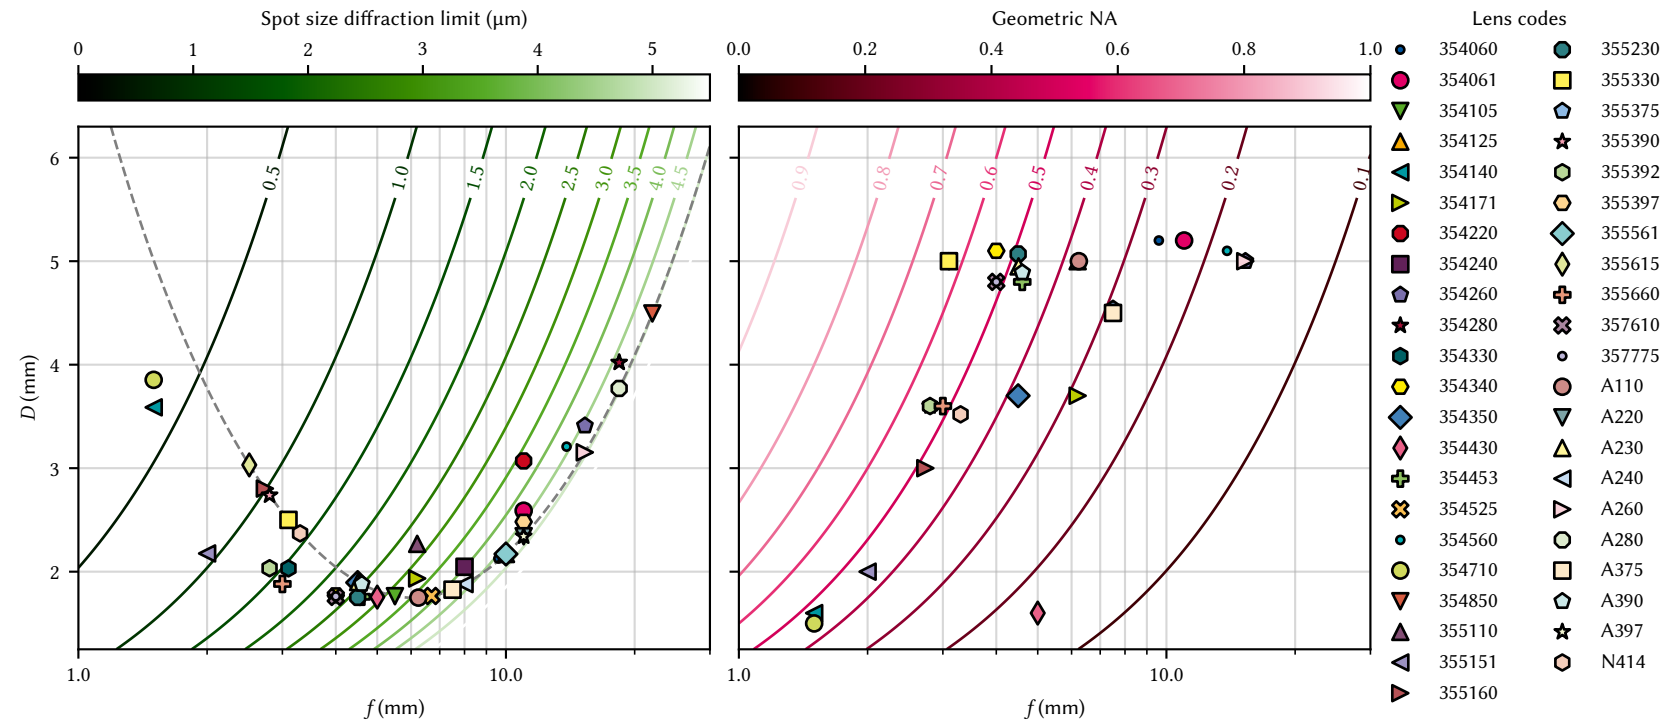 Spot size diffraction limit (μm)
Geometric NA
Lens codes
0 1 2 3 4 5
0.0 0.2 0.4 0.6 0.8 1.0
D (mm)
6
5
4
3
2
0.5 1.0 1.5 2.0 2.5 3.0 3.5 4.0 4.5
0.9 0.8 0.7 0.6 0.5 0.4 0.3 0.2 0.1
1.0 10.0
f (mm)
1.0 10.0
f (mm)
354060
354061
354105
354125
354140
354171
354220
354240
354260
354280
354330
354340
354350
354430
354453
354525
354560
354710
354850
355110
355151
355160
355230
355330
355375
355390
355392
355397
355561
355615
355660
357610
357775
A110
A220
A230
A240
A260
A280
A375
A390
A397
N414